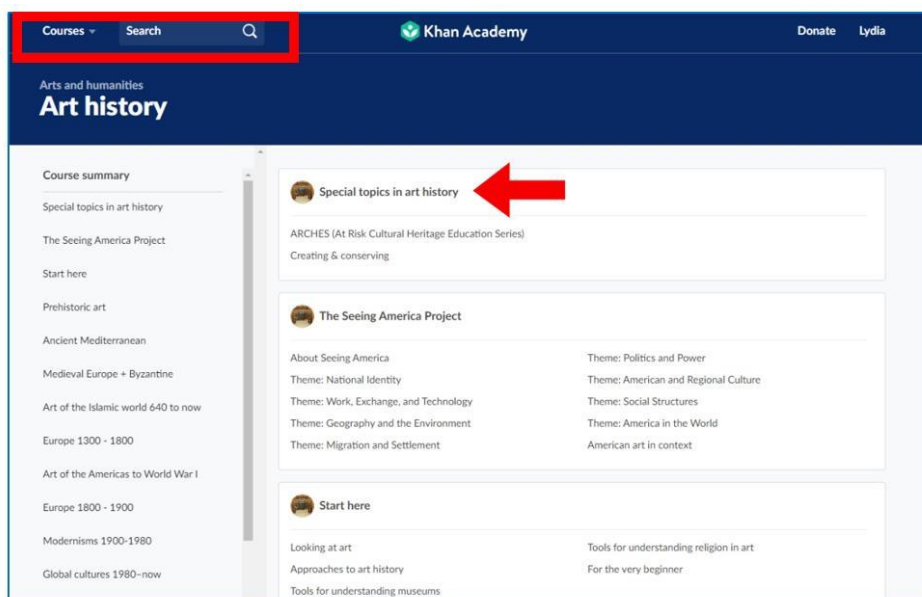 Courses
Search
Khan Academy
Donate
Lydia
Arts and humanities
Art history
Course summary
Special topics in art history
The Seeing America Project
Start here
Prehistoric art
Ancient Mediterranean
Medieval Europe + Byzantine
Art of the Islamic world 640 to now
Europe 1300 - 1800
Art of the Americas to World War I
Europe 1800 - 1900
Modernisms 1900-1980
Global cultures 1980–now
Special topics in art history
ARCHES (At Risk Cultural Heritage Education Series)
Creating & conserving
The Seeing America Project
About Seeing America
Theme: National Identity
Theme: Work, Exchange, and Technology
Theme: Geography and the Environment
Theme: Migration and Settlement
Theme: Politics and Power
Theme: American and Regional Culture
Theme: Social Structures
Theme: America in the World
American art in context
Start here
Looking at art
Approaches to art history
Tools for understanding museums
Tools for understanding religion in art
For the very beginner